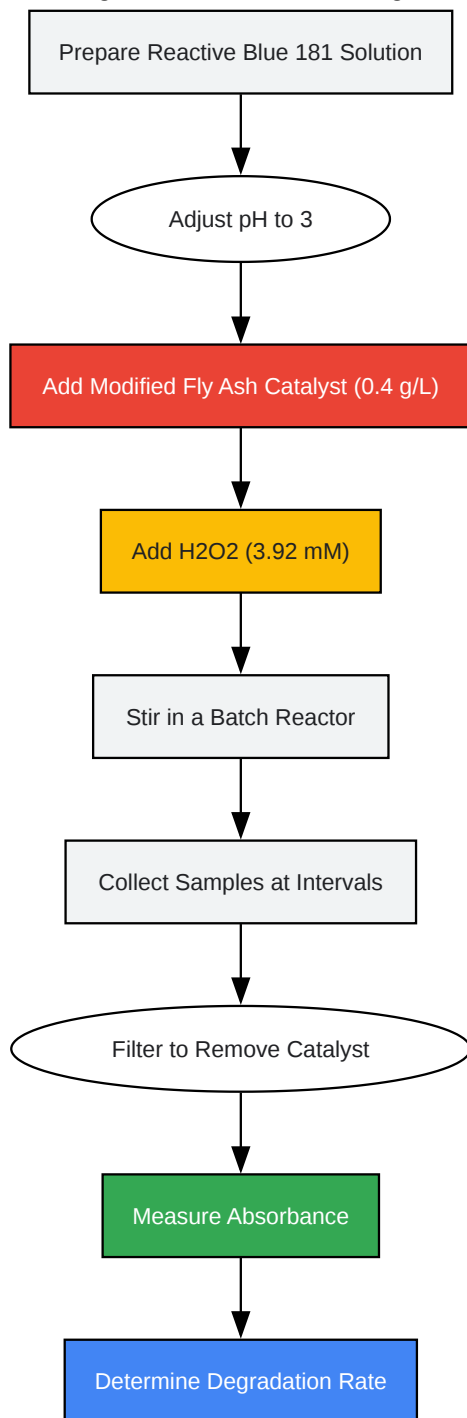 Prepare Reactive Blue 181 Solution
Adjust pH to 3
Add Modified Fly Ash Catalyst (0.4 g/L)
Add H2O2 (3.92 mM)
Stir in a Batch Reactor
Collect Samples at Intervals
Filter to Remove Catalyst
Measure Absorbance
Determine Degradation Rate